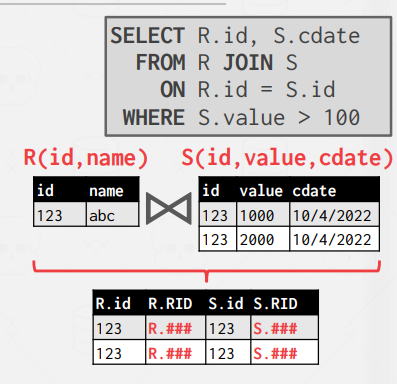 SELECT R.id, S.cdate
FROM R JOIN S
ON R.id = S.id
WHERE S.value > 100
R(id,name) S(id,value,cdate)
id name id value cdate
123 abc 123 1000 10/4/2022
123 2000 10/4/2022
R.id R.RID S.id S.RID
123 R.### 123 S.###
123 R.### 123 S.###